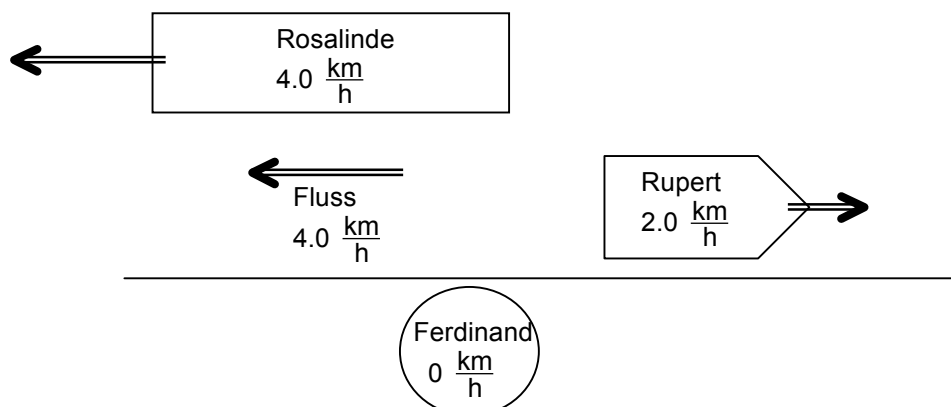 Rosalinde
4.0 km/h
Fluss
4.0 km/h
Rupert
2.0 km/h
Ferdinand
0 km/h